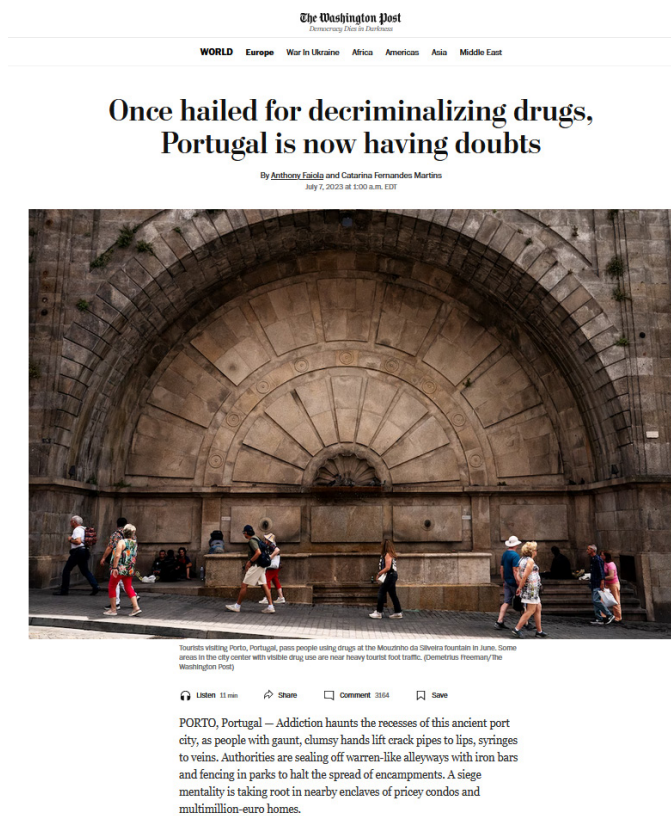 The Washington Post
Democracy Dies in Darkness
WORLD Europe War In Ukraine Africa Americas Asia Middle East
Once hailed for decriminalizing drugs,
Portugal is now having doubts
By Anthony Faiola and Catarina Fernandes Martins
July 7, 2023 at 1:00 a.m. EDT
Tourists visiting Porto, Portugal, pass people using drugs at the Mouzinho da Silveira fountain in June. Some
areas in the city center with visible drug use are near heavy tourist foot traffic. (Demetrius Freeman/The
Washington Post)
Listen 11 min Share Comment 3164 Save
PORTO, Portugal — Addiction haunts the recesses of this ancient port
city, as people with gaunt, clumsy hands lift crack pipes to lips, syringes
to veins. Authorities are sealing off warren-like alleyways with iron bars
and fencing in parks to halt the spread of encampments. A siege
mentality is taking root in nearby enclaves of pricey condos and
multimillion-euro homes.